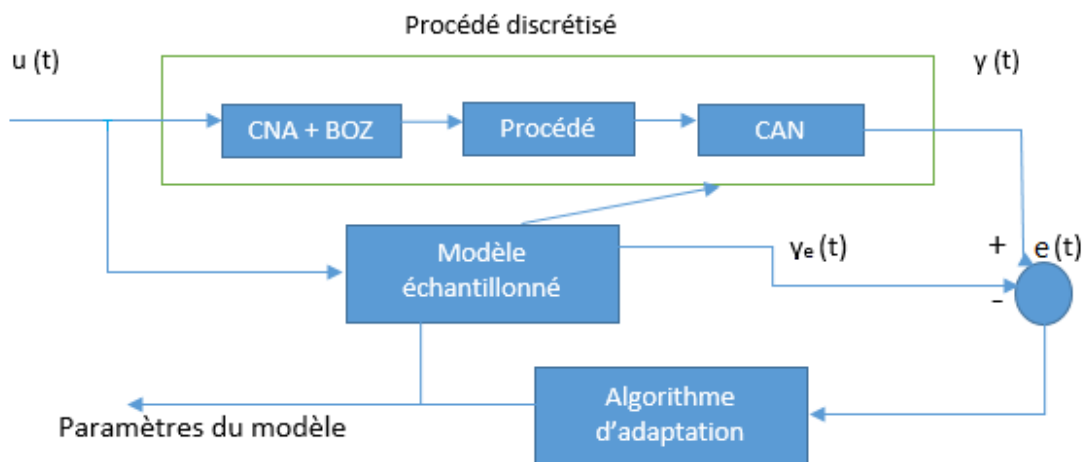 Procédé discrétisé
u (t)
y (t)
CNA + BOZ
Procédé
CAN
Modèle
échantillonné
γₑ (t)
+
e (t)
-
Algorithme
d'adaptation
Paramètres du modèle